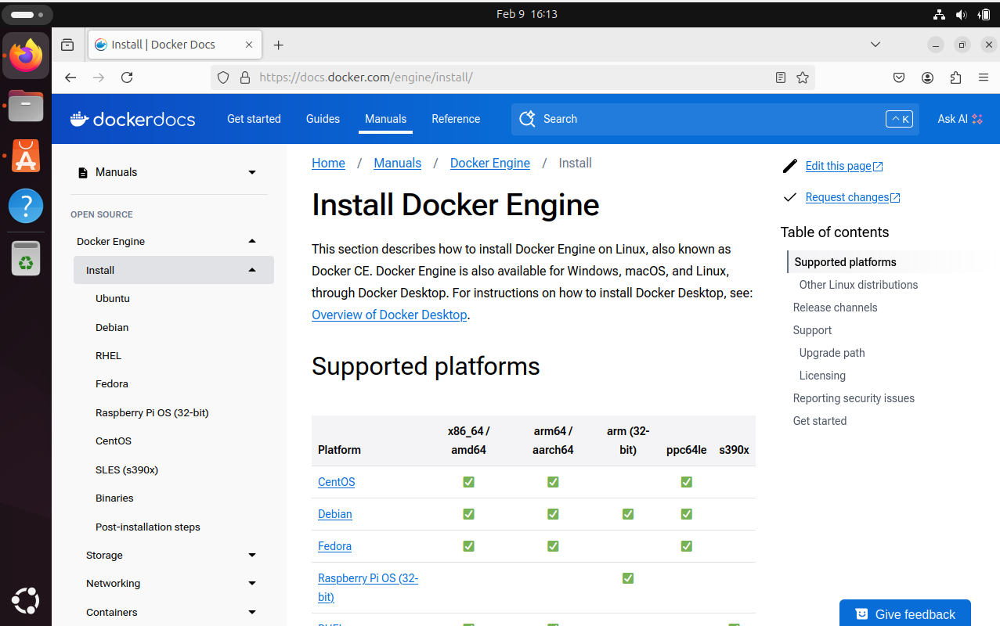 Feb 9 16:13
Install | Docker Docs
https://docs.docker.com/engine/install/
dockerdocs
Get started
Guides
Manuals
Reference
Search
^ K
Ask AI
Manuals
OPEN SOURCE
Docker Engine
Install
Ubuntu
Debian
RHEL
Fedora
Raspberry Pi OS (32-bit)
CentOS
SLES (s390x)
Binaries
Post-installation steps
Storage
Networking
Containers
Home / Manuals / Docker Engine / Install
Install Docker Engine
This section describes how to install Docker Engine on Linux, also known as
Docker CE. Docker Engine is also available for Windows, macOS, and Linux,
through Docker Desktop. For instructions on how to install Docker Desktop, see:
Overview of Docker Desktop.
Supported platforms
Platform
x86_64 /
amd64
arm64 /
aarch64
arm (32-
bit)
ppc64le
s390x
CentOS
Debian
Fedora
Raspberry Pi OS (32-
bit)
Edit this page
Request changes
Table of contents
Supported platforms
Other Linux distributions
Release channels
Support
Upgrade path
Licensing
Reporting security issues
Get started
Give feedback